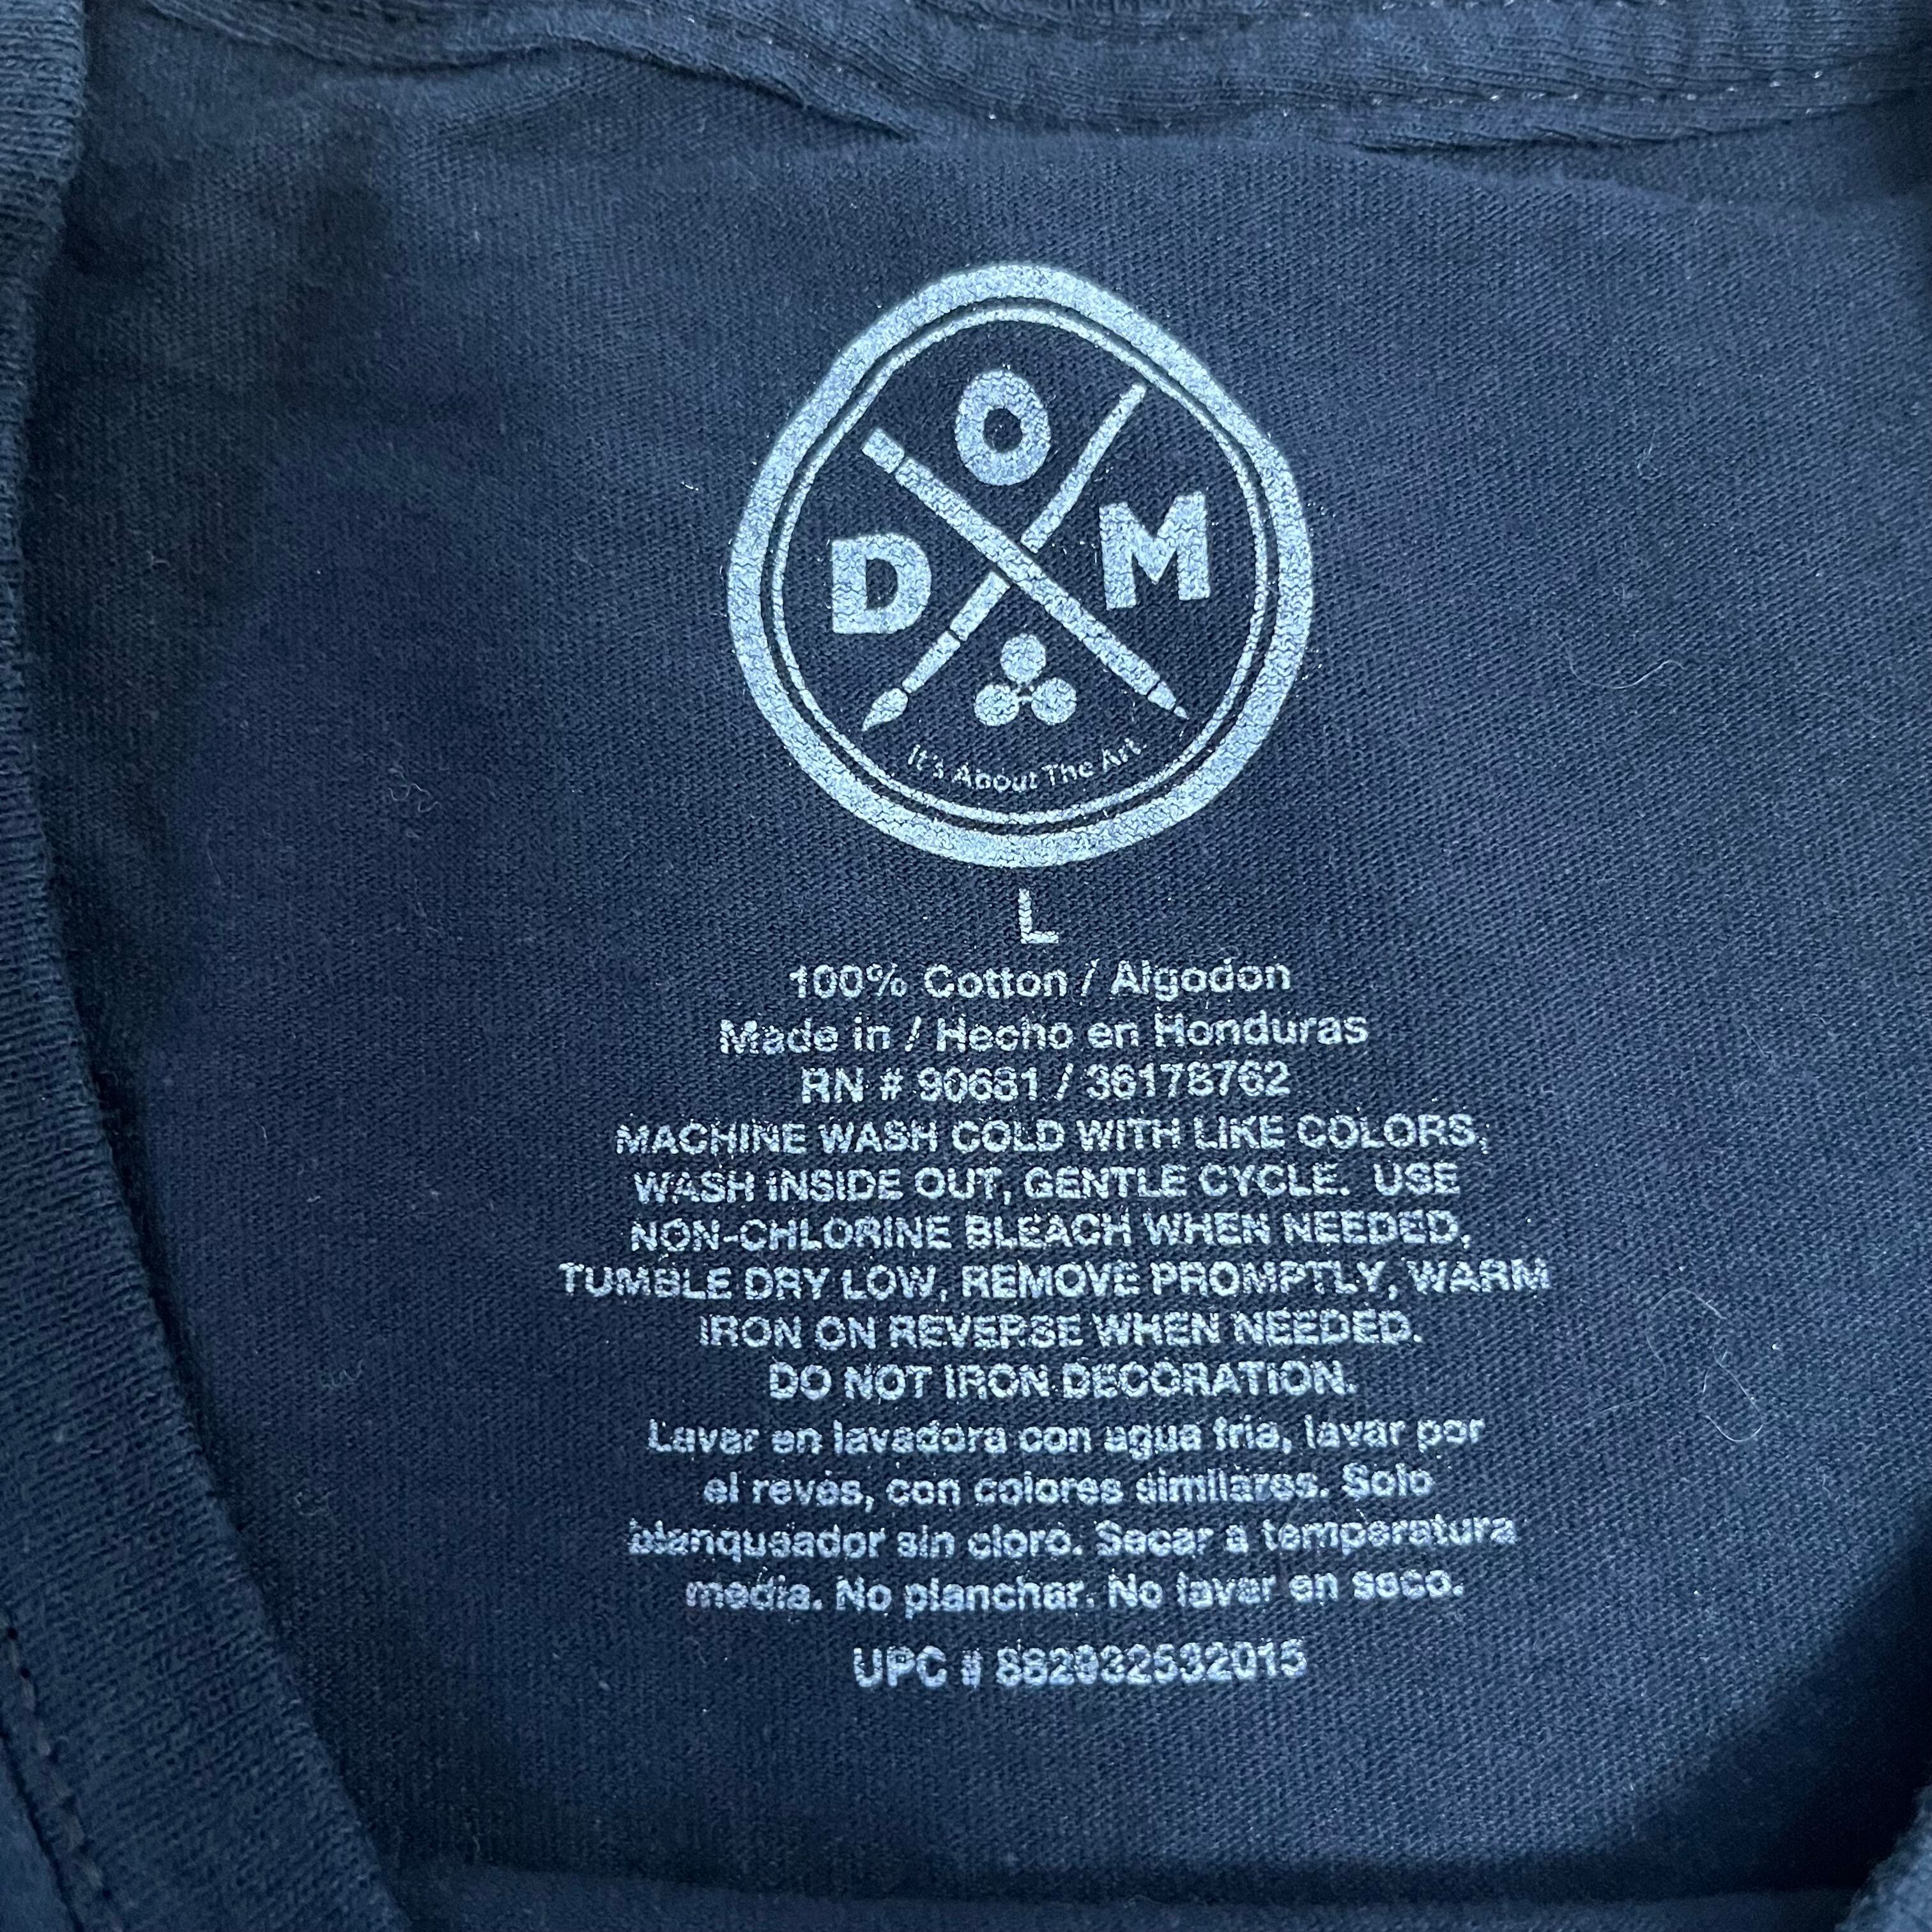 O
D M
It's About The Art.
L
100% Cotton / Algodon
Made in / Hecho en Honduras
RN # 90681 / 36178762
MACHINE WASH COLD WITH LIKE COLORS,
WASH INSIDE OUT, GENTLE CYCLE. USE
NON-CHLORINE BLEACH WHEN NEEDED,
TUMBLE DRY LOW, REMOVE PROMPTLY, WARM
IRON ON REVERSE WHEN NEEDED.
DO NOT IRON DECORATION.
Lavar en lavadora con agua fria, lavar por
el revés, con colores similares. Solo
blanqueador sin cloro. Secar a temperatura
media. No planchar. No lavar en seco.
UPC # 882932532015